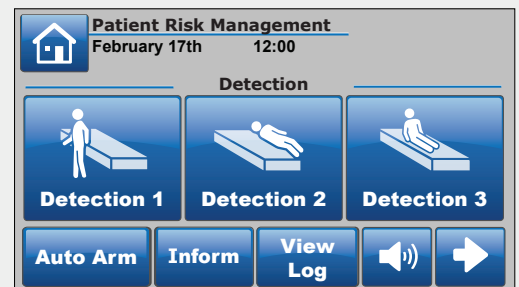 Patient Risk Management
February 17th 12:00
Detection
Detection 1 Detection 2 Detection 3
Auto Arm Inform View Log